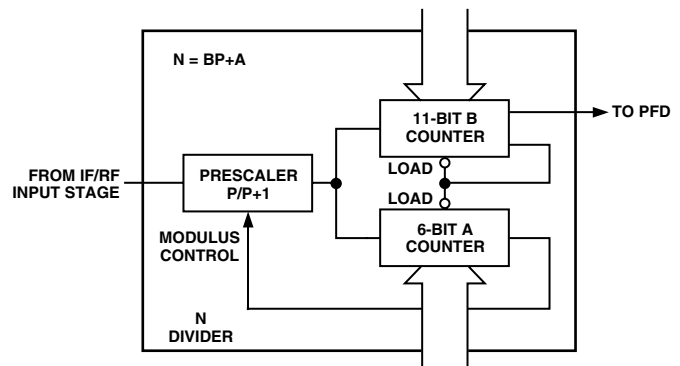 N = BP+A
11-BIT B
COUNTER
TO PFD
LOAD
FROM IF/RF
INPUT STAGE
PRESCALER
P/P+1
LOAD
MODULUS
CONTROL
6-BIT A
COUNTER
N
DIVIDER